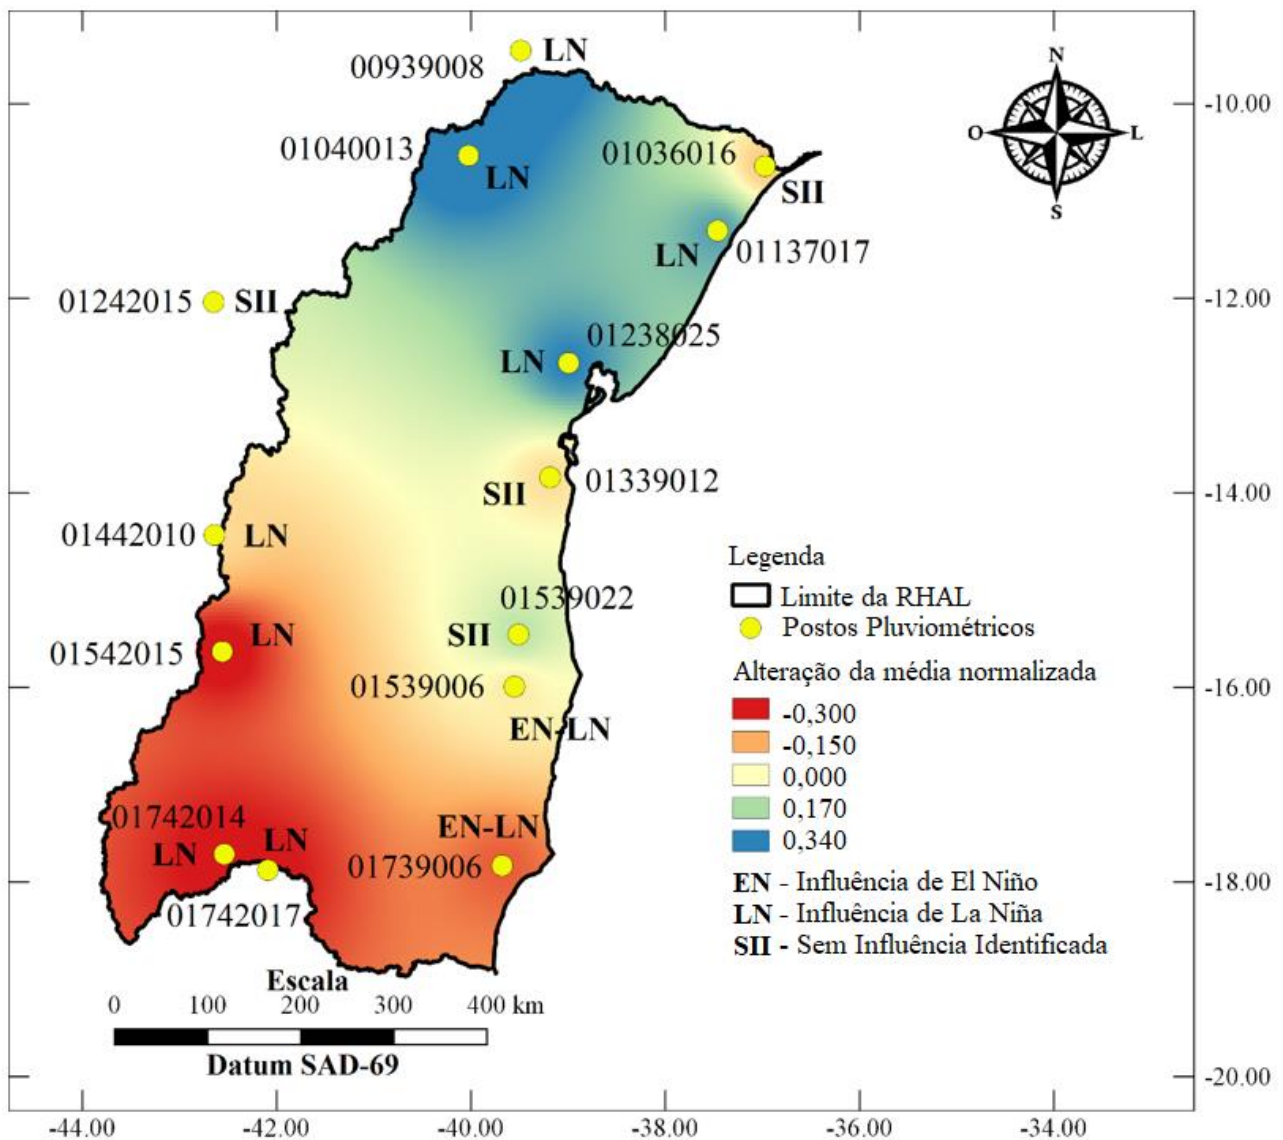 00939008
LN
01040013
LN
01036016
SII
LN
01137017
01242015
SII
01238025
LN
SII
01339012
01442010
LN
01539022
SII
01542015
LN
01539006
EN-LN
01742014
LN
LN
EN-LN
01739006
01742017
N
O
L
S
-10.00
-12.00
-14.00
-16.00
-18.00
-20.00
Legenda
Limite da RHAL
Postos Pluviométricos
Alteração da média normalizada
-0,300
-0,150
0,000
0,170
0,340
EN - Influência de El Niño
LN - Influência de La Niña
SII - Sem Influência Identificada
Escala
0 100 200 300 400 km
Datum SAD-69
-44.00 -42.00 -40.00 -38.00 -36.00 -34.00